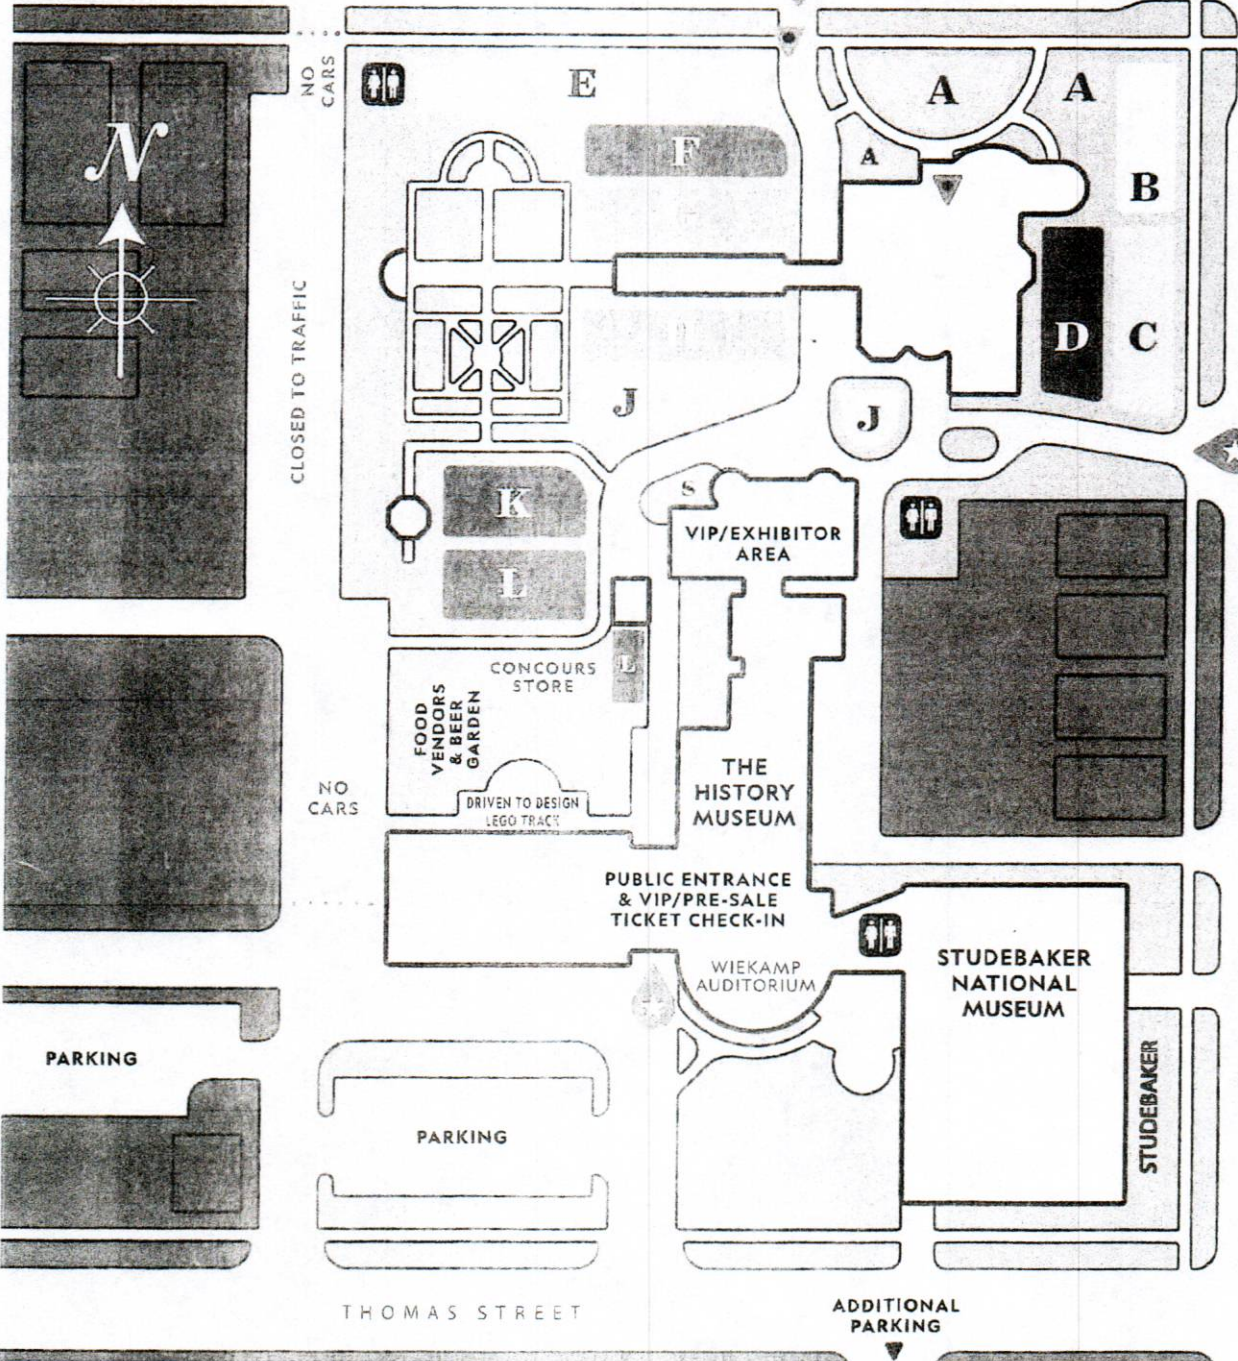 NO
CARS
E
A
A
F
A
N
B
CLOSED TO TRAFFIC
D
C
J
J
K
S
VIP/EXHIBITOR
AREA
L
CONCOURS
STORE
FOOD
VENDORS
& BEER
GARDEN
THE
HISTORY
MUSEUM
NO
CARS
DRIVEN TO DESIGN
LEGO TRACK
PUBLIC ENTRANCE
& VIP/PRE-SALE
TICKET CHECK-IN
WIEKAMP
AUDITORIUM
STUDEBAKER
NATIONAL
MUSEUM
PARKING
STUDEBAKER
PARKING
THOMAS STREET
ADDITIONAL
PARKING